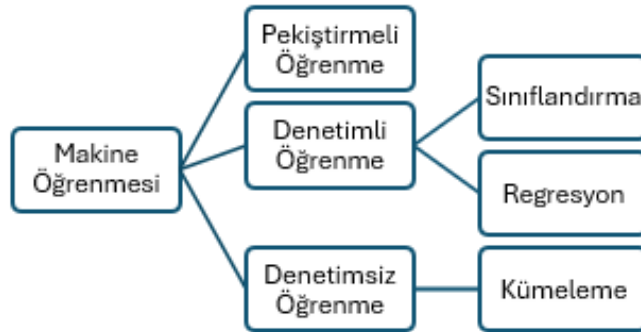 Makine
Öğrenmesi
Pekiştirmeli
Öğrenme
Denetimli
Öğrenme
Sınıflandırma
Regresyon
Denetimsiz
Öğrenme
Kümeleme